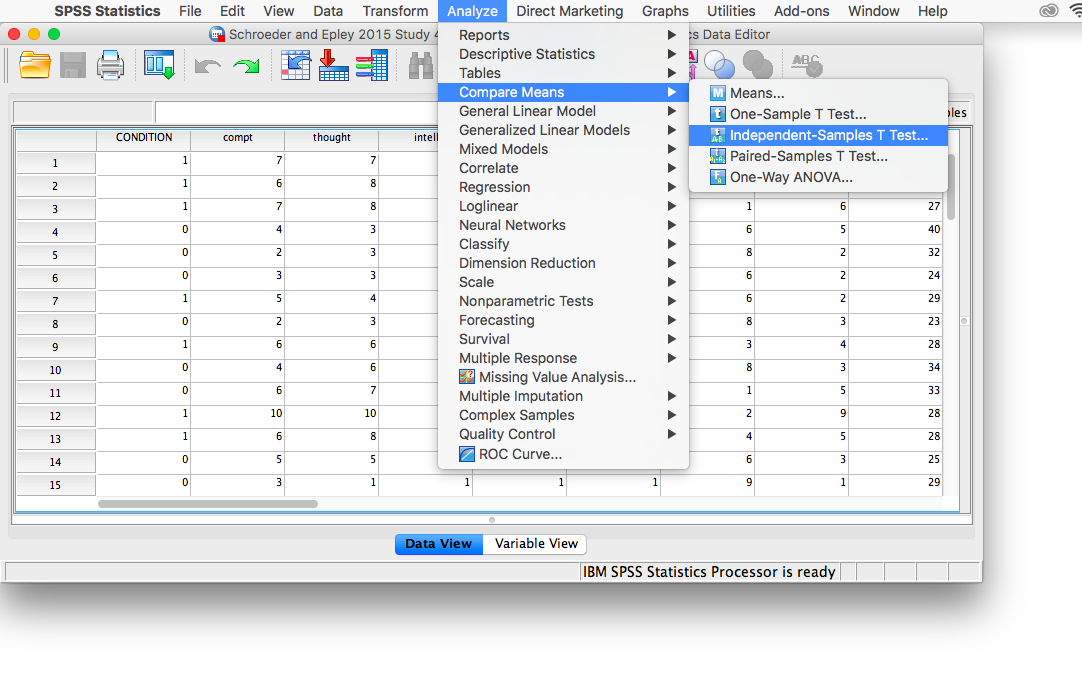 SPSS Statistics File Edit View Data Transform Analyze Direct Marketing Graphs Utilities Add-ons Window Help
Schroeder and Epley 2015 Study 4 cs Data Editor
Reports
Descriptive Statistics
Tables
Compare Means
General Linear Model
Generalized Linear Models
Mixed Models
Correlate
Regression
Loglinear
Neural Networks
Classify
Dimension Reduction
Scale
Nonparametric Tests
Forecasting
Survival
Multiple Response
Missing Value Analysis...
Multiple Imputation
Complex Samples
Quality Control
ROC Curve...
Means...
One-Sample T Test...
Independent-Samples T Test...
Paired-Samples T Test...
One-Way ANOVA...
ABC
les
CONDITION compt thought intell
1 1 7 7
2 1 6 8
3 1 7 8 1 6 27
4 0 4 3 6 5 40
5 0 2 3 8 2 32
6 0 3 3 6 2 24
7 1 5 4 6 2 29
8 0 2 3 8 3 23
9 1 6 6 3 4 28
10 0 4 6 8 3 34
11 0 6 7 1 5 33
12 1 10 10 2 9 28
13 1 6 8 4 5 28
14 0 5 5 6 3 25
15 0 3 1 1 1 1 9 1 29
Data View Variable View
IBM SPSS Statistics Processor is ready